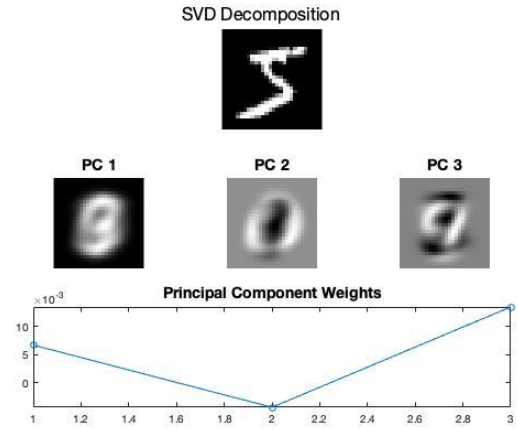 SVD Decomposition
PC 1 PC 2 PC 3
Principal Component Weights
×10-3
10
5
0
1 1.2 1.4 1.6 1.8 2 2.2 2.4 2.6 2.8 3